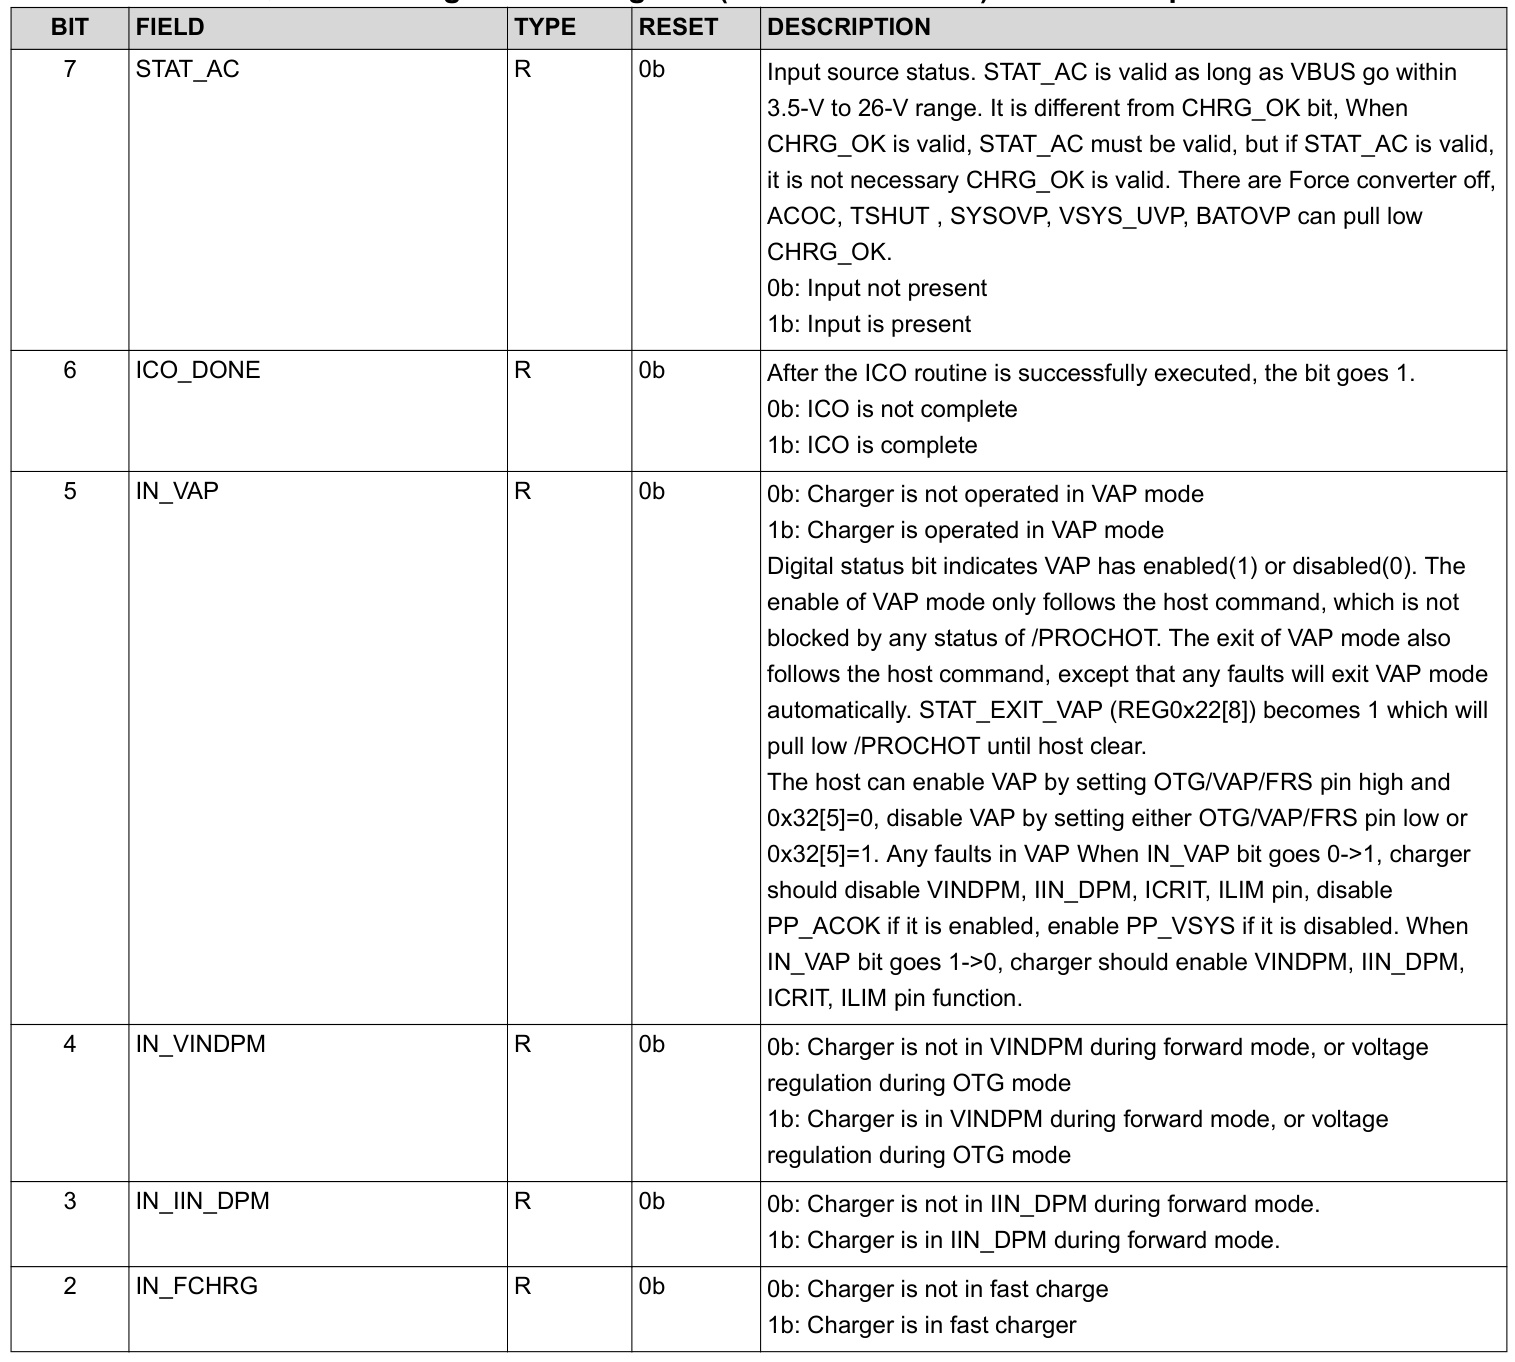 BIT FIELD TYPE RESET DESCRIPTION
7 STAT_AC R 0b Input source status. STAT_AC is valid as long as VBUS go within
3.5-V to 26-V range. It is different from CHRG_OK bit, When
CHRG_OK is valid, STAT_AC must be valid, but if STAT_AC is valid,
it is not necessary CHRG_OK is valid. There are Force converter off,
ACOC, TSHUT , SYSOVP, VSYS_UVP, BATOVP can pull low
CHRG_OK.
0b: Input not present
1b: Input is present
6 ICO_DONE R 0b After the ICO routine is successfully executed, the bit goes 1.
0b: ICO is not complete
1b: ICO is complete
5 IN_VAP R 0b 0b: Charger is not operated in VAP mode
1b: Charger is operated in VAP mode
Digital status bit indicates VAP has enabled(1) or disabled(0). The
enable of VAP mode only follows the host command, which is not
blocked by any status of /PROCHOT. The exit of VAP mode also
follows the host command, except that any faults will exit VAP mode
automatically. STAT_EXIT_VAP (REG0x22[8]) becomes 1 which will
pull low /PROCHOT until host clear.
The host can enable VAP by setting OTG/VAP/FRS pin high and
0x32[5]=0, disable VAP by setting either OTG/VAP/FRS pin low or
0x32[5]=1. Any faults in VAP When IN_VAP bit goes 0->1, charger
should disable VINDPM, IIN_DPM, ICRIT, ILIM pin, disable
PP_ACOK if it is enabled, enable PP_VSYS if it is disabled. When
IN_VAP bit goes 1->0, charger should enable VINDPM, IIN_DPM,
ICRIT, ILIM pin function.
4 IN_VINDPM R 0b 0b: Charger is not in VINDPM during forward mode, or voltage
regulation during OTG mode
1b: Charger is in VINDPM during forward mode, or voltage
regulation during OTG mode
3 IN_IIN_DPM R 0b 0b: Charger is not in IIN_DPM during forward mode.
1b: Charger is in IIN_DPM during forward mode.
2 IN_FCHRG R 0b 0b: Charger is not in fast charge
1b: Charger is in fast charger